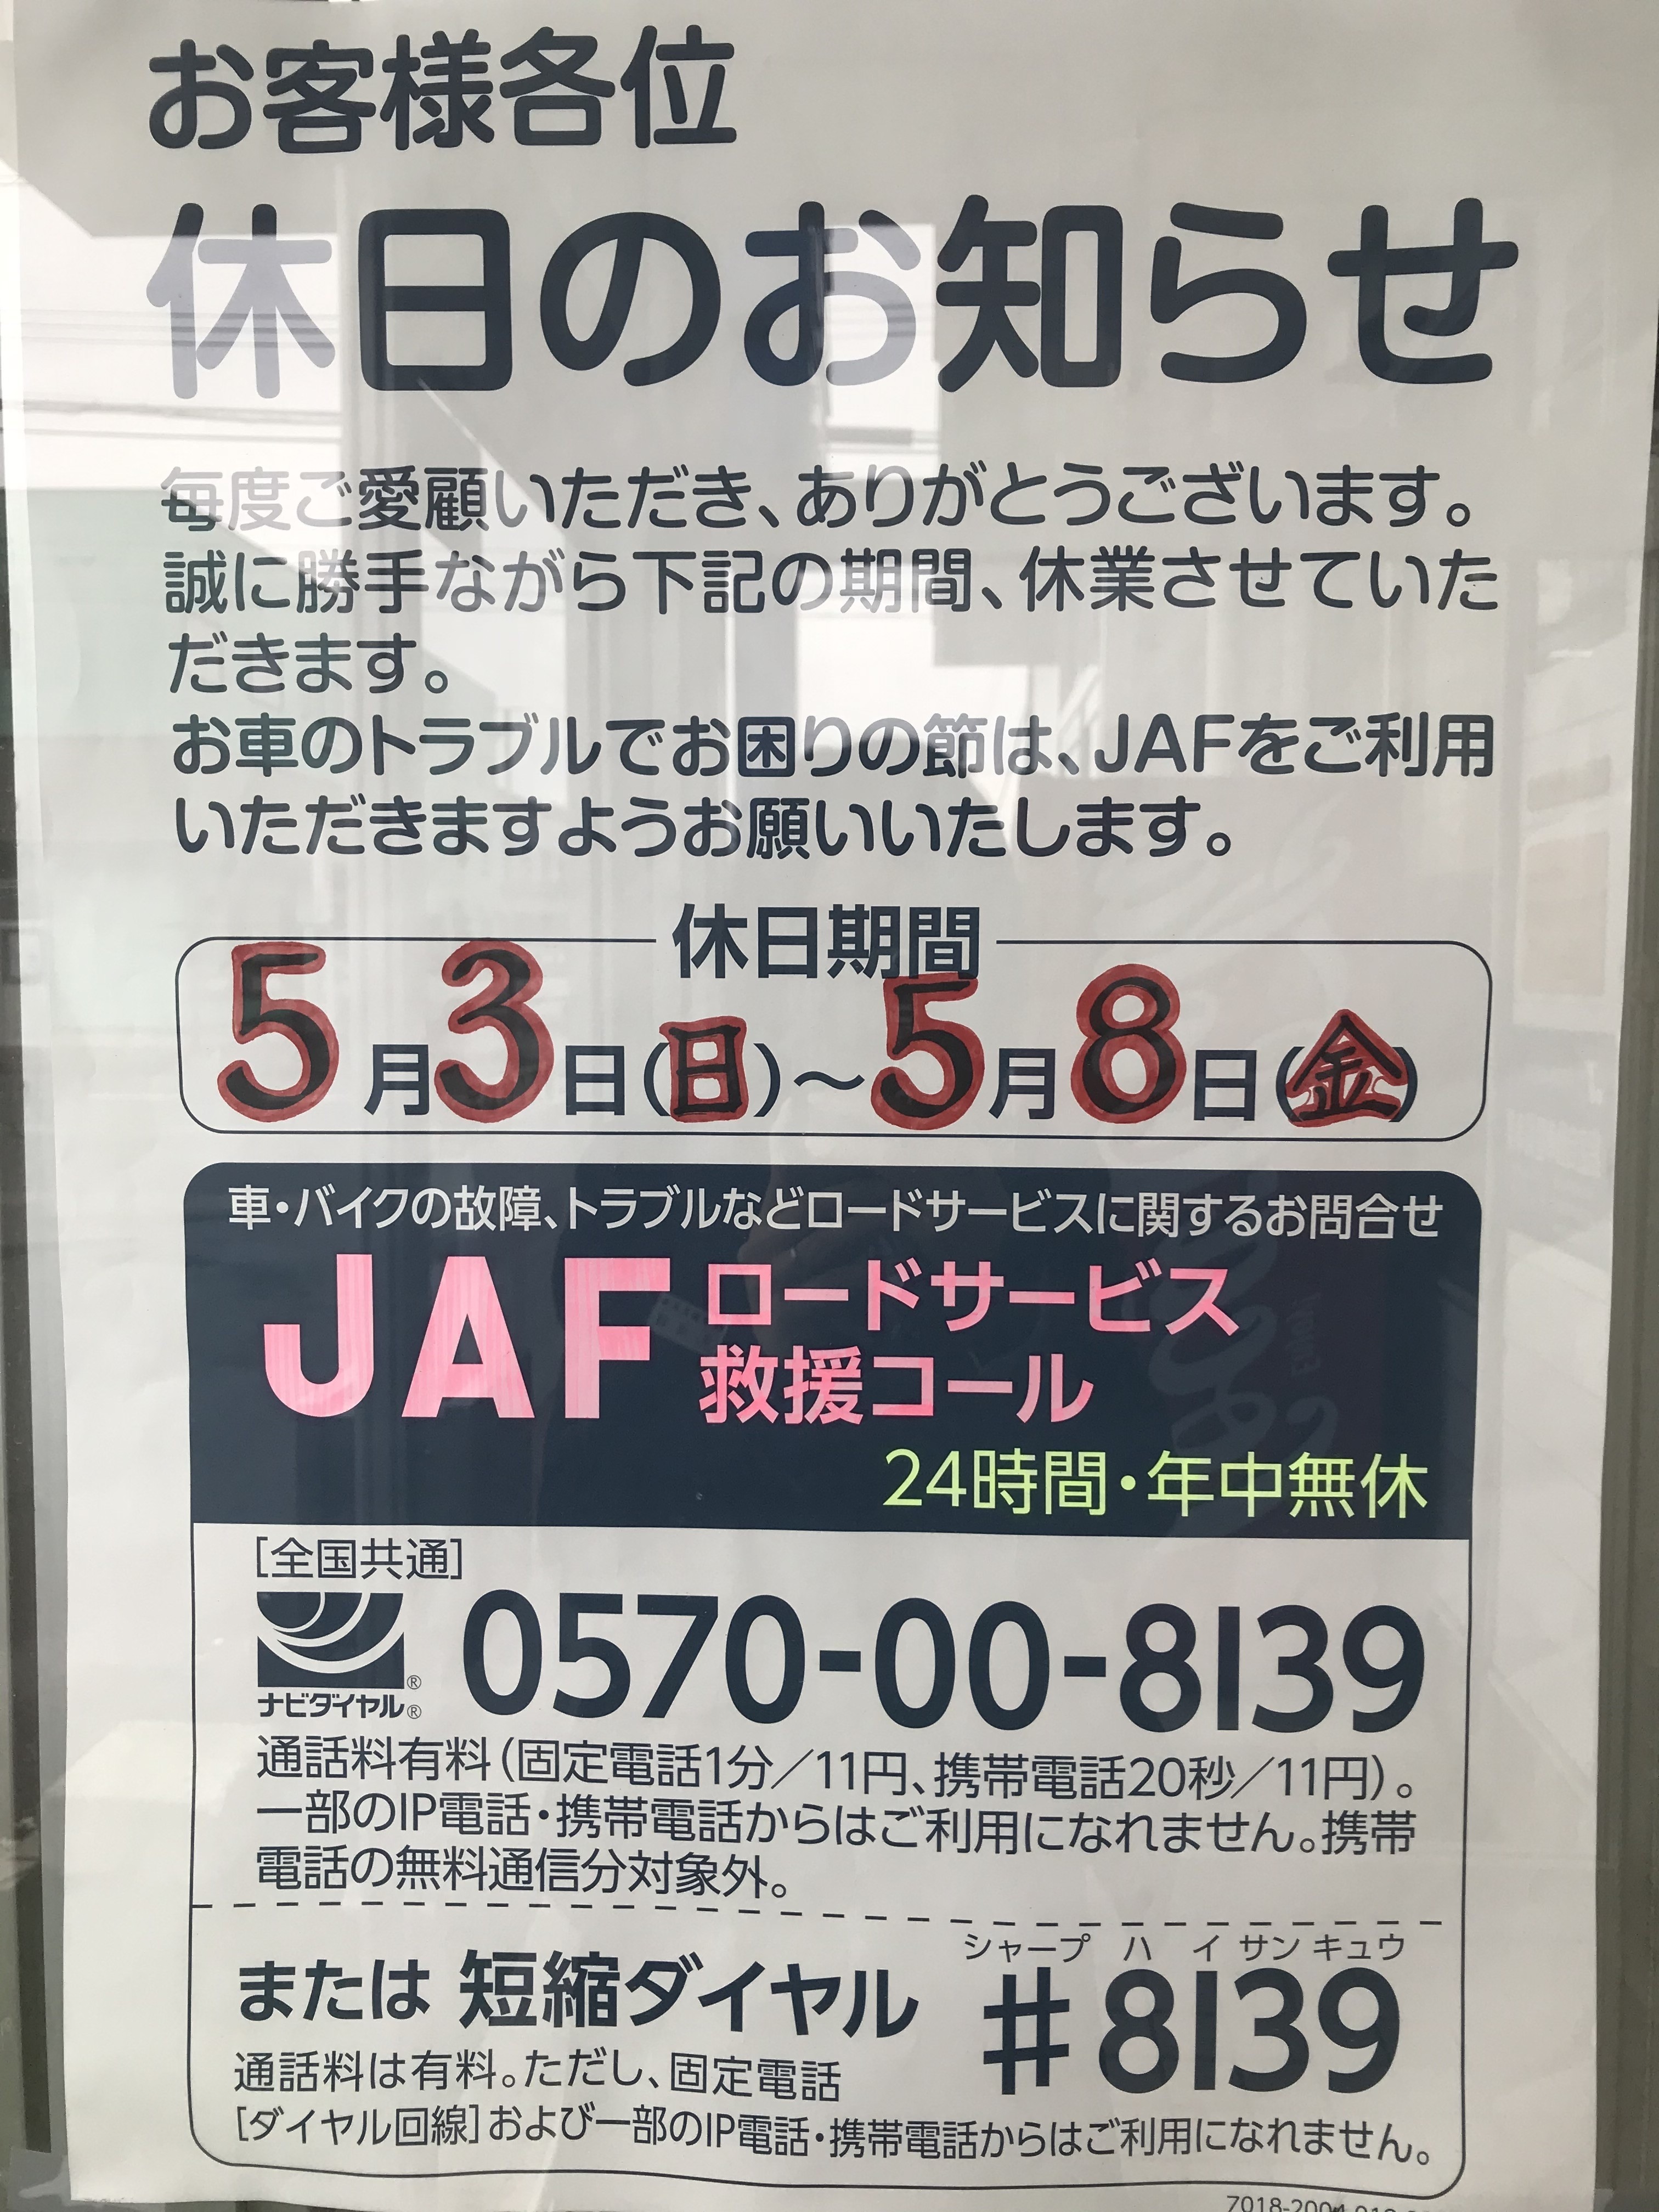 お客様各位
休日のお知らせ
毎度ご愛顧いただき、ありがとうございます。
誠に勝手ながら下記の期間、休業させていた
だきます。
お車のトラブルでお困りの節は、JAFをご利用
いただきますようお願いいたします。
休日期間
5月3日(日)〜5月8日(金)
車・バイクの故障、トラブルなどロードサービスに関するお問合せ
JAF ロードサービス
救援コール
24時間・年中無休
[全国共通]
0570-00-8139
ナビダイヤル®
通話料有料(固定電話1分/11円、携帯電話20秒/11円)。
一部のIP電話・携帯電話からはご利用になれません。携帯
電話の無料通信分対象外。
シャープ ハ イ サン キュウ
または 短縮ダイヤル #8139
通話料は有料。ただし、固定電話
[ダイヤル回線]および一部のIP電話・携帯電話からはご利用になれません。